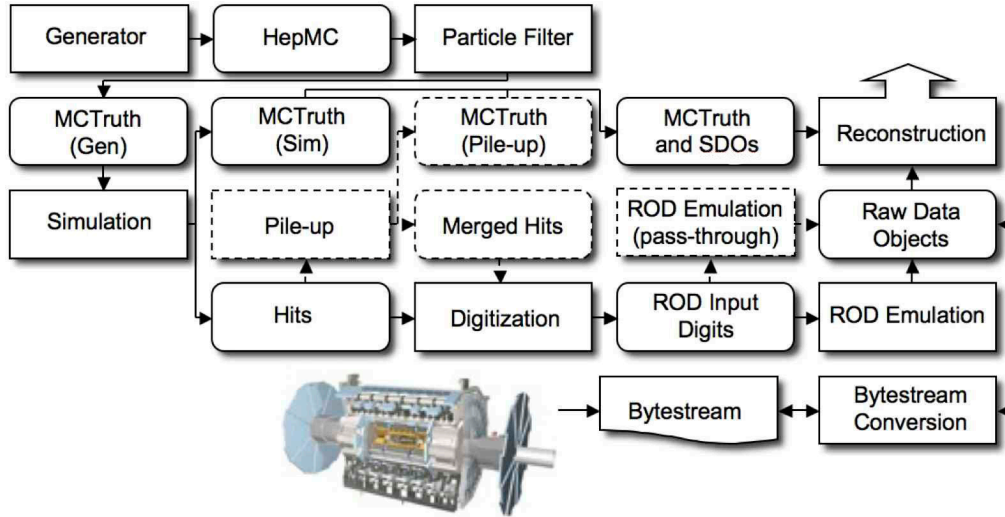 Generator
HepMC
Particle Filter
MCTruth
(Gen)
MCTruth
(Sim)
MCTruth
(Pile-up)
MCTruth
and SDOs
Reconstruction
Simulation
Pile-up
Merged Hits
ROD Emulation
(pass-through)
Raw Data
Objects
Hits
Digitization
ROD Input
Digits
ROD Emulation
Bytestream
Bytestream
Conversion